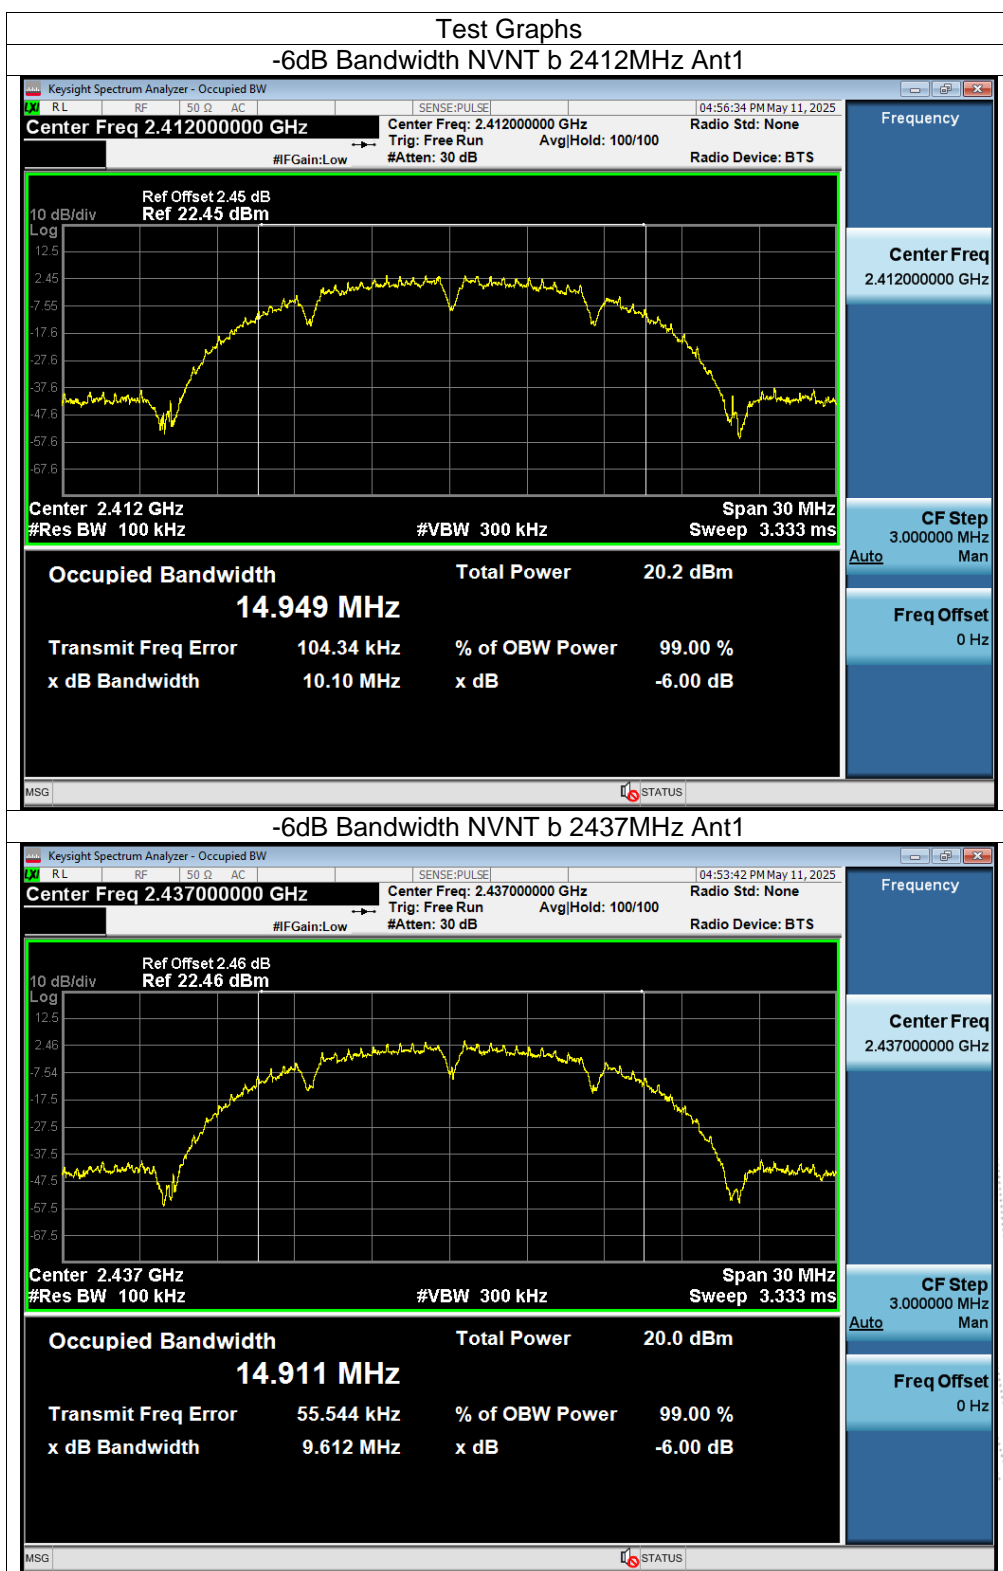 Test Graphs
-6dB Bandwidth NVNT b 2412MHz Ant1
Keysight Spectrum Analyzer - Occupied BW
LXI RL RF 50 Ω AC SENSE:PULSE 04:56:34 PM May 11, 2025
Center Freq 2.412000000 GHz
Center Freq: 2.412000000 GHz Radio Std: None
Trig: Free Run Avg|Hold: 100/100
#IFGain:Low #Atten: 30 dB Radio Device: BTS
Ref Offset 2.45 dB
10 dB/div Ref 22.45 dBm
Log
12.5
2.45
-7.55
-17.6
-27.6
-37.6
-47.6
-57.6
-67.6
Center 2.412 GHz Span 30 MHz
#Res BW 100 kHz #VBW 300 kHz Sweep 3.333 ms
Occupied Bandwidth Total Power 20.2 dBm
14.949 MHz
Transmit Freq Error 104.34 kHz % of OBW Power 99.00 %
x dB Bandwidth 10.10 MHz x dB -6.00 dB
MSG STATUS
Frequency
Center Freq
2.412000000 GHz
CF Step
3.000000 MHz
Auto Man
Freq Offset
0 Hz
-6dB Bandwidth NVNT b 2437MHz Ant1
Keysight Spectrum Analyzer - Occupied BW
LXI RL RF 50 Ω AC SENSE:PULSE 04:53:42 PM May 11, 2025
Center Freq 2.437000000 GHz
Center Freq: 2.437000000 GHz Radio Std: None
Trig: Free Run Avg|Hold: 100/100
#IFGain:Low #Atten: 30 dB Radio Device: BTS
Ref Offset 2.46 dB
10 dB/div Ref 22.46 dBm
Log
12.5
2.46
-7.54
-17.5
-27.5
-37.5
-47.5
-57.5
-67.5
Center 2.437 GHz Span 30 MHz
#Res BW 100 kHz #VBW 300 kHz Sweep 3.333 ms
Occupied Bandwidth Total Power 20.0 dBm
14.911 MHz
Transmit Freq Error 55.544 kHz % of OBW Power 99.00 %
x dB Bandwidth 9.612 MHz x dB -6.00 dB
MSG STATUS
Frequency
Center Freq
2.437000000 GHz
CF Step
3.000000 MHz
Auto Man
Freq Offset
0 Hz